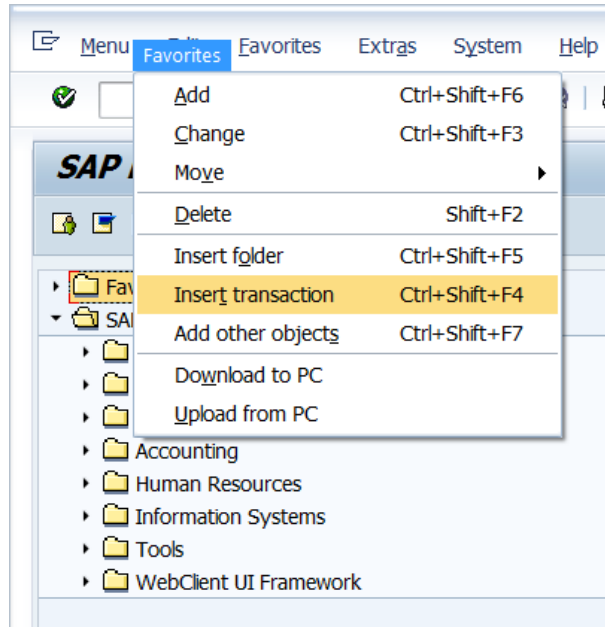 Menu Favorites Extras System Help
Favorites
Add Ctrl+Shift+F6
Change Ctrl+Shift+F3
SAP
Move
Delete Shift+F2
Insert folder Ctrl+Shift+F5
Insert transaction Ctrl+Shift+F4
Add other objects Ctrl+Shift+F7
Download to PC
Upload from PC
Accounting
Human Resources
Information Systems
Tools
WebClient UI Framework